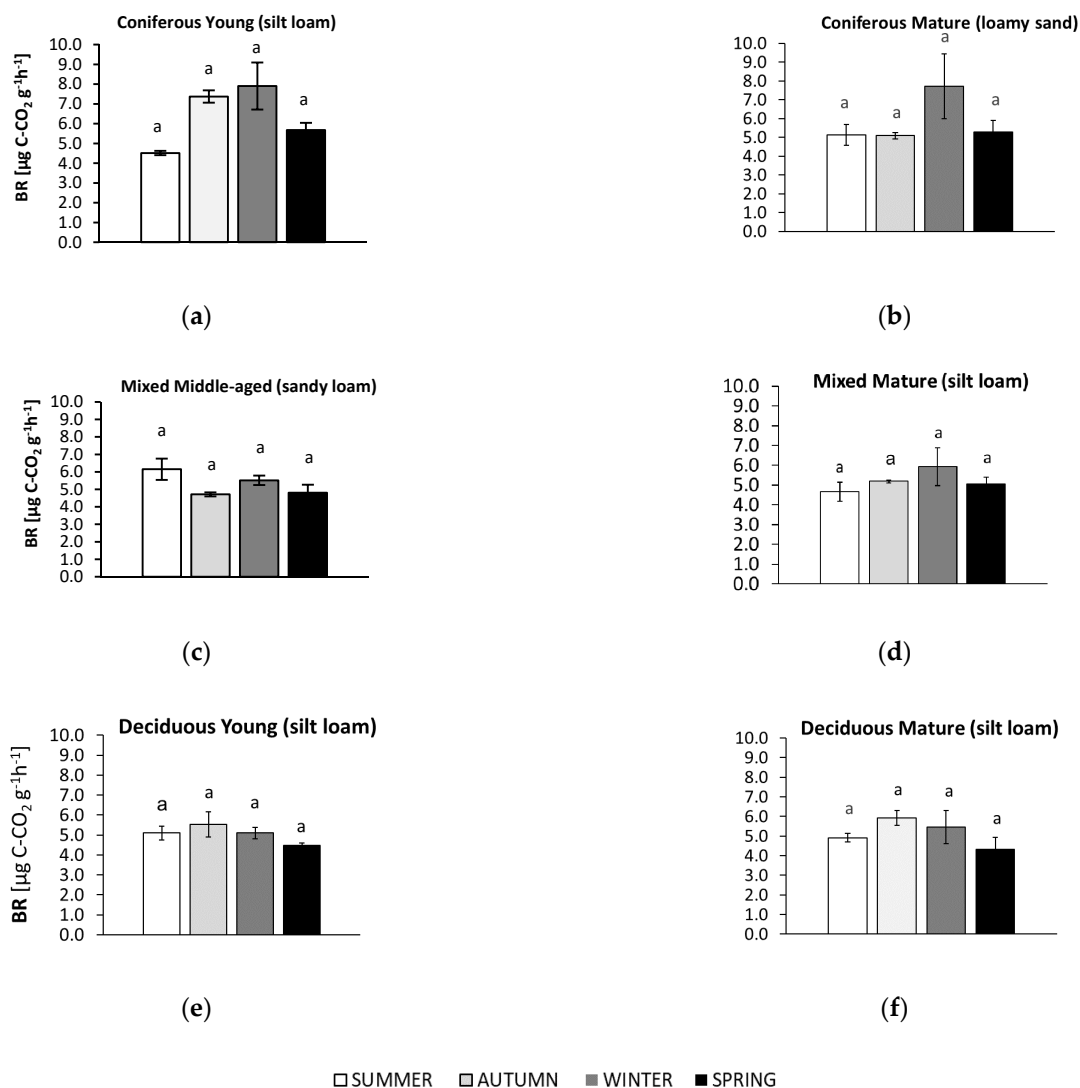 Coniferous Young (silt loam)
BR [µg C-CO₂ g⁻¹h⁻¹]
10.0
9.0
8.0
7.0
6.0
5.0
4.0
3.0
2.0
1.0
0.0
a
a
a
a
(a)
Coniferous Mature (loamy sand)
10.0
9.0
8.0
7.0
6.0
5.0
4.0
3.0
2.0
1.0
0.0
a
a
a
a
(b)
Mixed Middle-aged (sandy loam)
BR [µg C-CO₂ g⁻¹h⁻¹]
10.0
9.0
8.0
7.0
6.0
5.0
4.0
3.0
2.0
1.0
0.0
a
a
a
a
(c)
Mixed Mature (silt loam)
10.0
9.0
8.0
7.0
6.0
5.0
4.0
3.0
2.0
1.0
0.0
a
a
a
a
(d)
Deciduous Young (silt loam)
BR [µg C-CO₂ g⁻¹h⁻¹]
10.0
9.0
8.0
7.0
6.0
5.0
4.0
3.0
2.0
1.0
0.0
a
a
a
a
(e)
Deciduous Mature (silt loam)
10.0
9.0
8.0
7.0
6.0
5.0
4.0
3.0
2.0
1.0
0.0
a
a
a
a
(f)
SUMMER AUTUMN WINTER SPRING